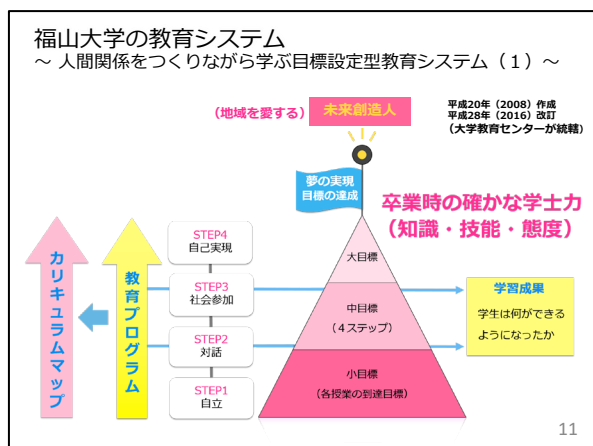 福山大学の教育システム
~ 人間関係をつくりながら学ぶ目標設定型教育システム(1)~
(地域を愛する)
未来創造人
平成20年(2008)作成
平成28年(2016)改訂
(大学教育センターが統轄)
夢の実現
目標の達成
卒業時の確かな学士力
(知識・技能・態度)
カリキュラムマップ
教育プログラム
STEP4
自己実現
STEP3
社会参加
STEP2
対話
STEP1
自立
大目標
中目標
(4ステップ)
小目標
(各授業の到達目標)
学習成果
学生は何ができる
ようになったか
11